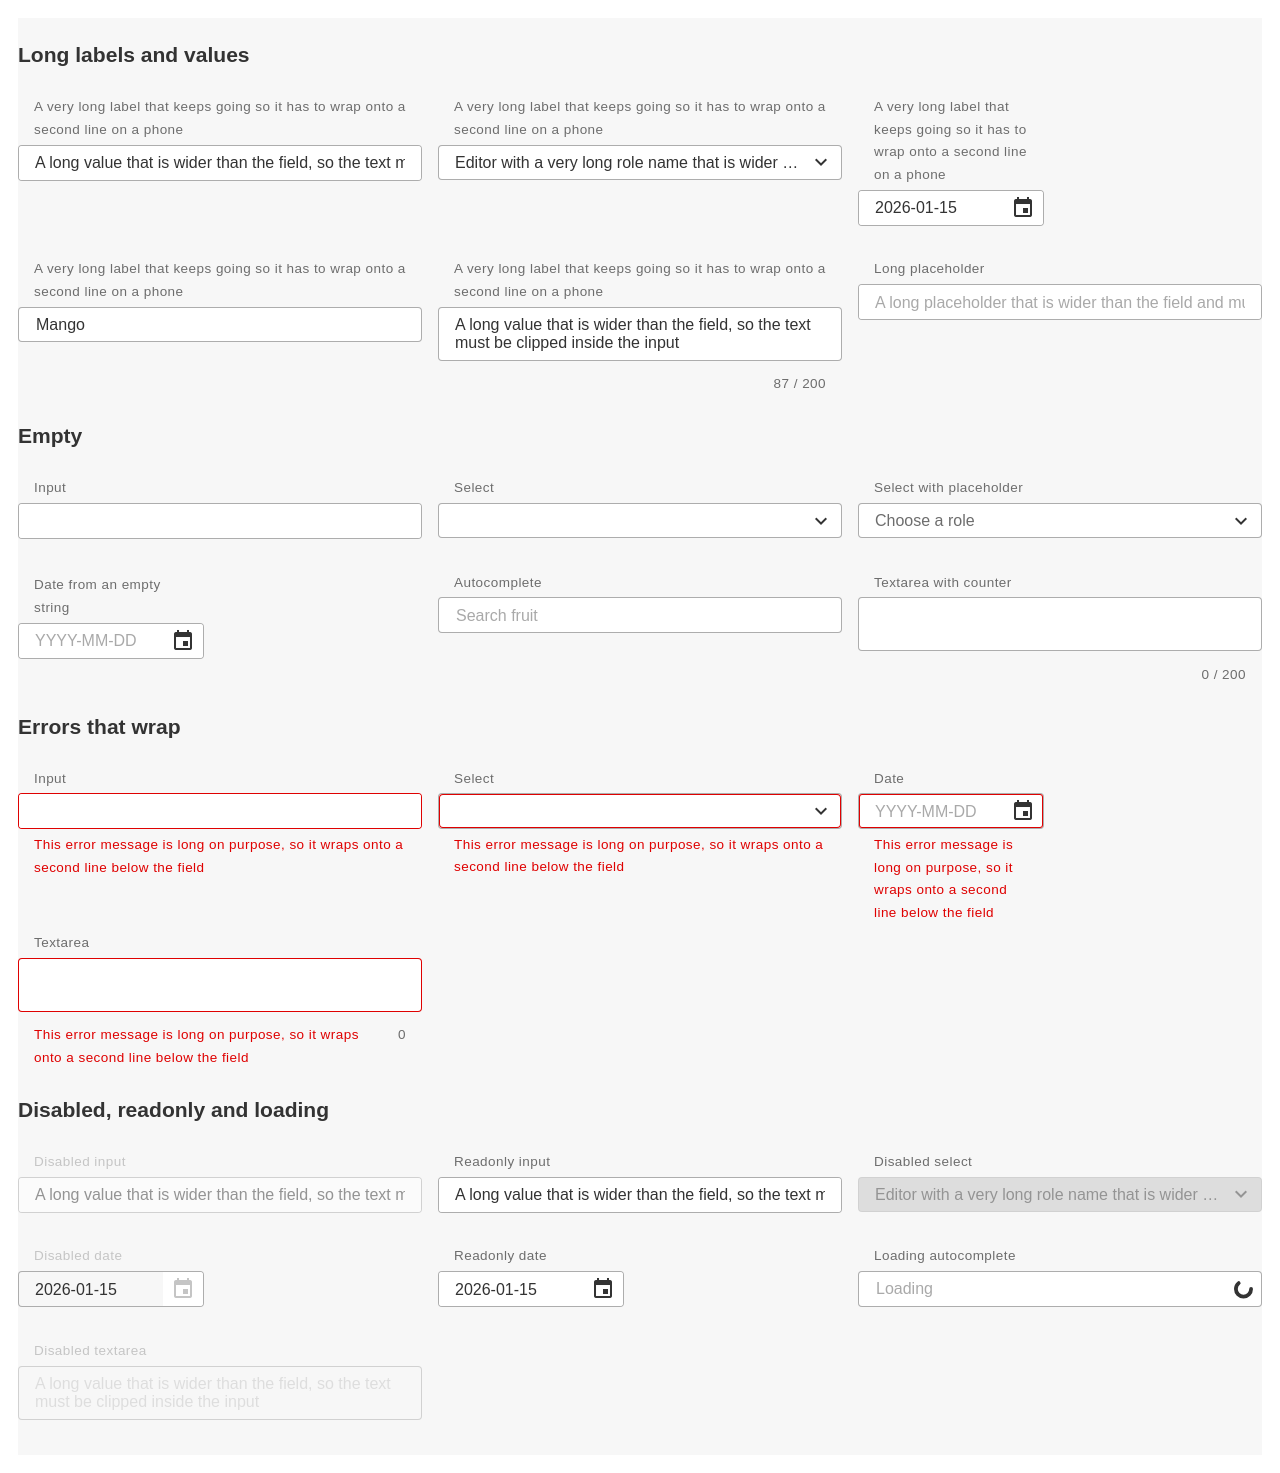 Long labels and values
A very long label that keeps going so it has to wrap onto a
second line on a phone
A long value that is wider than the field, so the text m
A very long label that keeps going so it has to wrap onto a
second line on a phone
Editor with a very long role name that is wider …
A very long label that
keeps going so it has to
wrap onto a second line
on a phone
2026-01-15
A very long label that keeps going so it has to wrap onto a
second line on a phone
Mango
A very long label that keeps going so it has to wrap onto a
second line on a phone
A long value that is wider than the field, so the text
must be clipped inside the input
87 / 200
Long placeholder
A long placeholder that is wider than the field and mu
Empty
Input
Select
Select with placeholder
Choose a role
Date from an empty
string
YYYY-MM-DD
Autocomplete
Search fruit
Textarea with counter
0 / 200
Errors that wrap
Input
This error message is long on purpose, so it wraps onto a
second line below the field
Select
This error message is long on purpose, so it wraps onto a
second line below the field
Date
YYYY-MM-DD
This error message is
long on purpose, so it
wraps onto a second
line below the field
Textarea
This error message is long on purpose, so it wraps
onto a second line below the field
0
Disabled, readonly and loading
Disabled input
A long value that is wider than the field, so the text m
Readonly input
A long value that is wider than the field, so the text m
Disabled select
Editor with a very long role name that is wider …
Disabled date
2026-01-15
Readonly date
2026-01-15
Loading autocomplete
Loading
Disabled textarea
A long value that is wider than the field, so the text
must be clipped inside the input